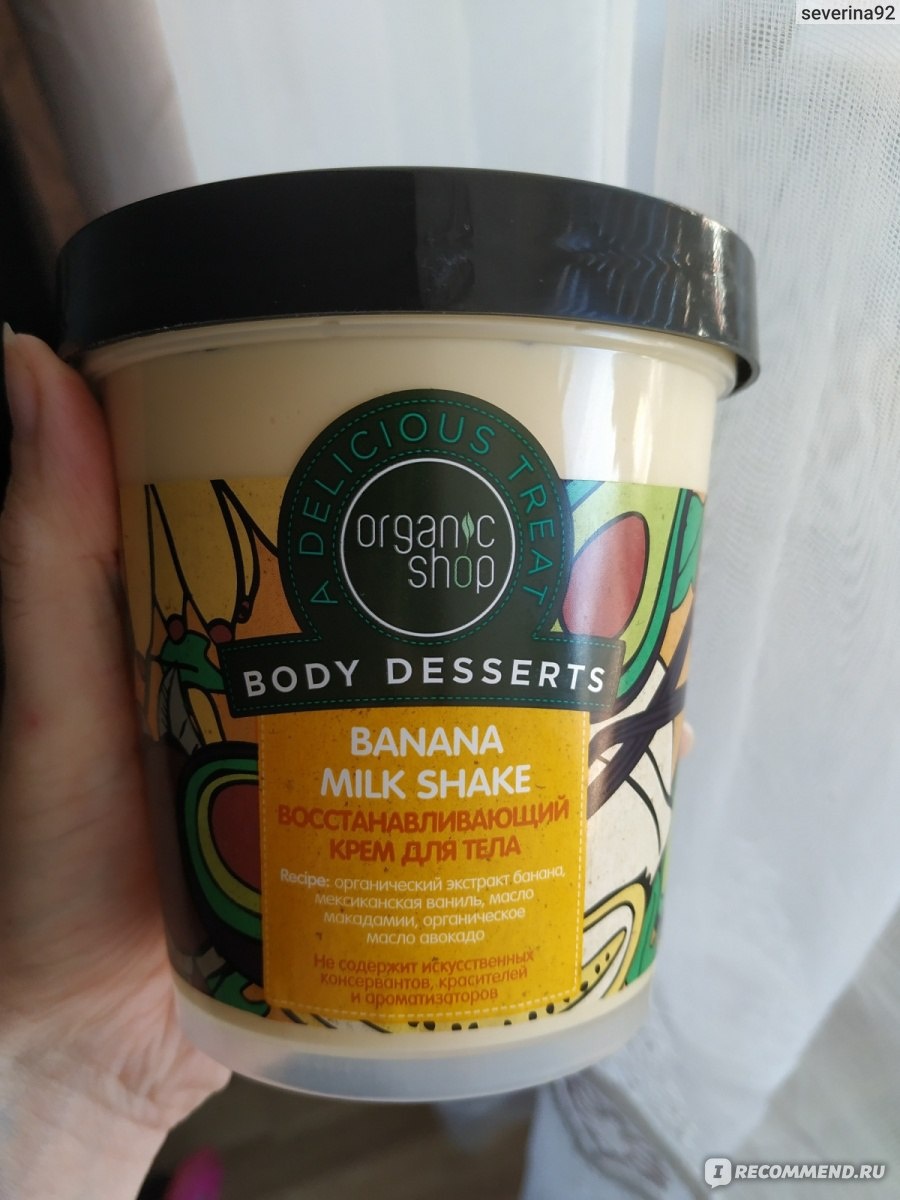 severina92
A DELICIOUS TREAT
organic
shop
BODY DESSERTS
BANANA
MILK SHAKE
ВОССТАНАВЛИВАЮЩИЙ
КРЕМ ДЛЯ ТЕЛА
Recipe: органический экстракт банана,
мексиканская ваниль, масло
макадамии, органическое
масло авокадо
Не содержит искусственных
консервантов, красителей
и ароматизаторов
I RECOMMEND.RU